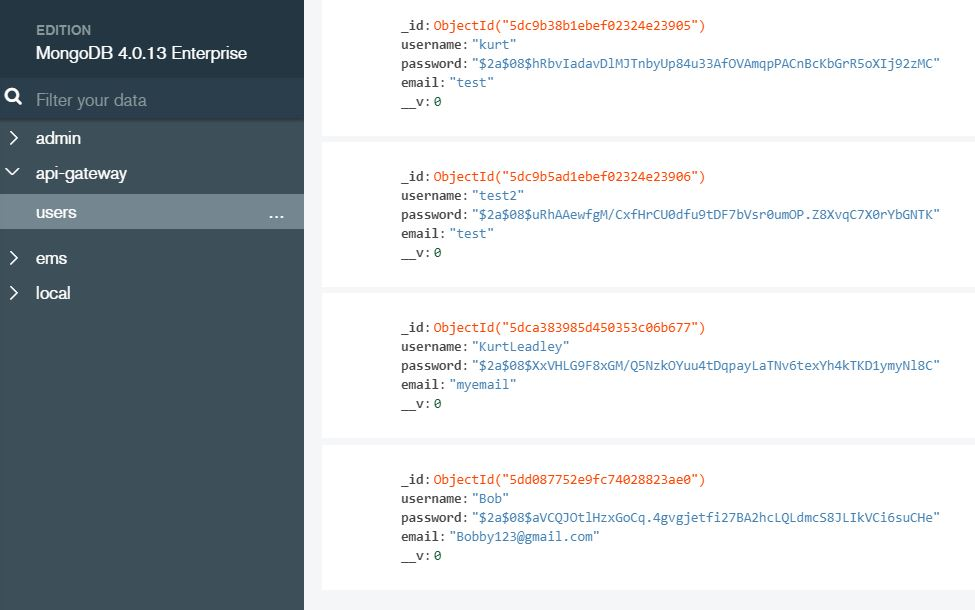 EDITION
MongoDB 4.0.13 Enterprise
Filter your data
admin
api-gateway
users ...
ems
local
_id: ObjectId("5dc9b38b1ebef02324e23905")
username: "kurt"
password: "$2a$08$hRbvIadavDlMJTnbyUp84u33AfOVAmqpPACnBcKbGrR5oXIj92zMC"
email: "test"
__v: 0
_id: ObjectId("5dc9b5ad1ebef02324e23906")
username: "test2"
password: "$2a$08$uRhAAewfgM/CxfHrCU0dfu9tDF7bVsr0umOP.Z8XvqC7X0rYbGNTK"
email: "test"
__v: 0
_id: ObjectId("5dca383985d450353c06b677")
username: "KurtLeadley"
password: "$2a$08$XxVHLG9F8xGM/Q5NzkOYuu4tDqpayLaTNv6texYh4kTKD1ymyNl8C"
email: "myemail"
__v: 0
_id: ObjectId("5dd087752e9fc74028823ae0")
username: "Bob"
password: "$2a$08$aVCQJOtlHzxGoCq.4gvgjetfi27BA2hcLQLdmcS8JLIkVCi6suCHe"
email: "Bobby123@gmail.com"
__v: 0